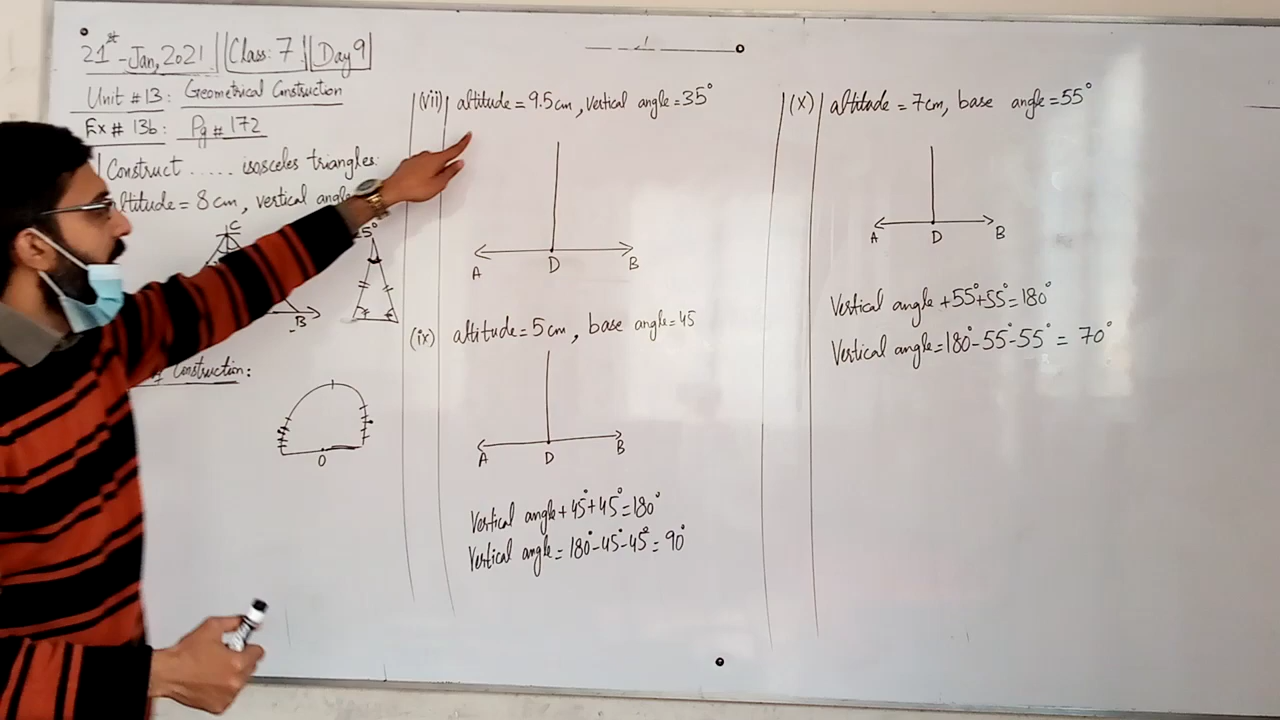 21st-Jan, 2021 Class: 7 Day 9
Unit #13: Geometrical Construction
Ex # 13b: Pg # 172
Construct ..... isosceles triangles:
altitude = 8 cm, vertical angle
C
5°
B
Construction:
O
(vii) altitude = 9.5cm, vertical angle = 35°
A D B
(ix) altitude = 5 cm, base angle = 45
A D B
Vertical angle + 45° + 45° = 180°
Vertical angle = 180° - 45° - 45° = 90°
(x) altitude = 7cm, base angle = 55°
A D B
Vertical angle + 55° + 55° = 180°
Vertical angle = 180° - 55° - 55° = 70°